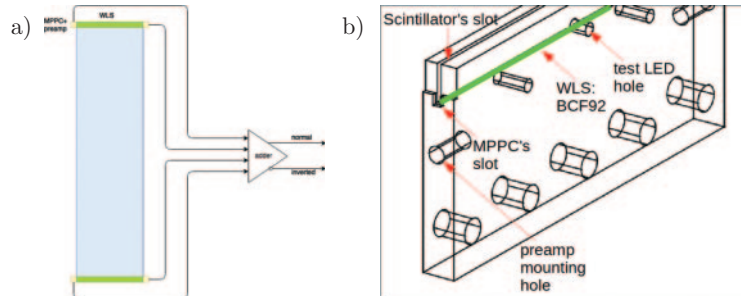 a)
MPPC+
preamp
WLS
adder
normal
inverted
b)
Scintillator's slot
test LED
hole
WLS:
BCF92
MPPC's
slot
preamp
mounting
hole